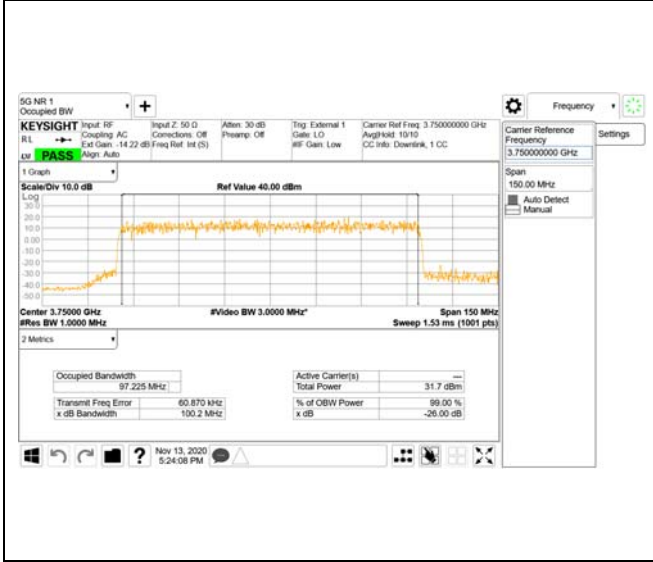 5G NR 1
Occupied BW
Frequency
KEYSIGHT
R L
PASS
Input: RF
Coupling: AC
Ext Gain: -14.22 dB
Align: Auto
Input Z: 50 Ω
Corrections: Off
Freq Ref: Int (S)
Atten: 30 dB
Preamp: Off
Trig: External 1
Gate: LO
#IF Gain: Low
Carrier Ref Freq: 3.750000000 GHz
Avg|Hold: 10/10
CC Info: Downlink, 1 CC
Carrier Reference
Frequency
3.750000000 GHz
Settings
Span
150.00 MHz
Auto Detect
Manual
1 Graph
Scale/Div 10.0 dB
Ref Value 40.00 dBm
Log
30.0
20.0
10.0
0.00
-10.0
-20.0
-30.0
-40.0
-50.0
Center 3.75000 GHz
#Video BW 3.0000 MHz*
Span 150 MHz
#Res BW 1.0000 MHz
Sweep 1.53 ms (1001 pts)
2 Metrics
Occupied Bandwidth
97.225 MHz
Active Carrier(s) ---
Total Power 31.7 dBm
Transmit Freq Error 60.870 kHz
x dB Bandwidth 100.2 MHz
% of OBW Power 99.00 %
x dB -26.00 dB
?
Nov 13, 2020
5:24:08 PM